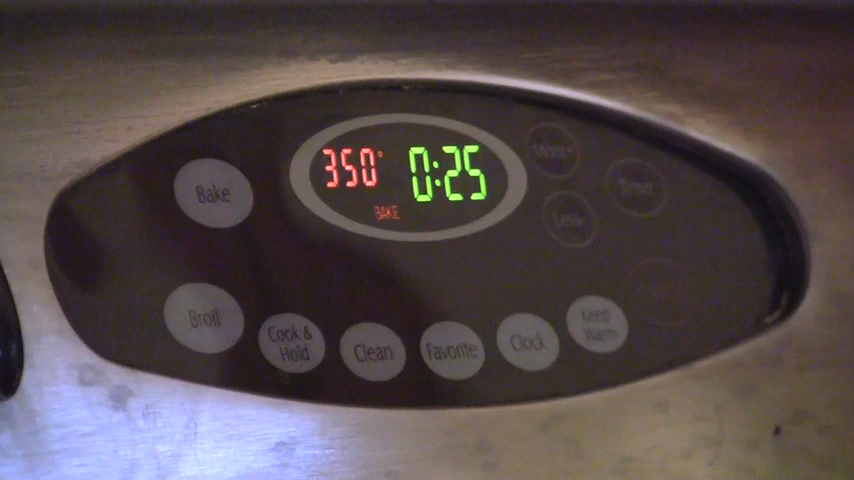 350° 0:25
BAKE
Bake
More
Timer
Less
Broil
Cook &
Hold
Clean
Favorite
Clock
Keep
Warm